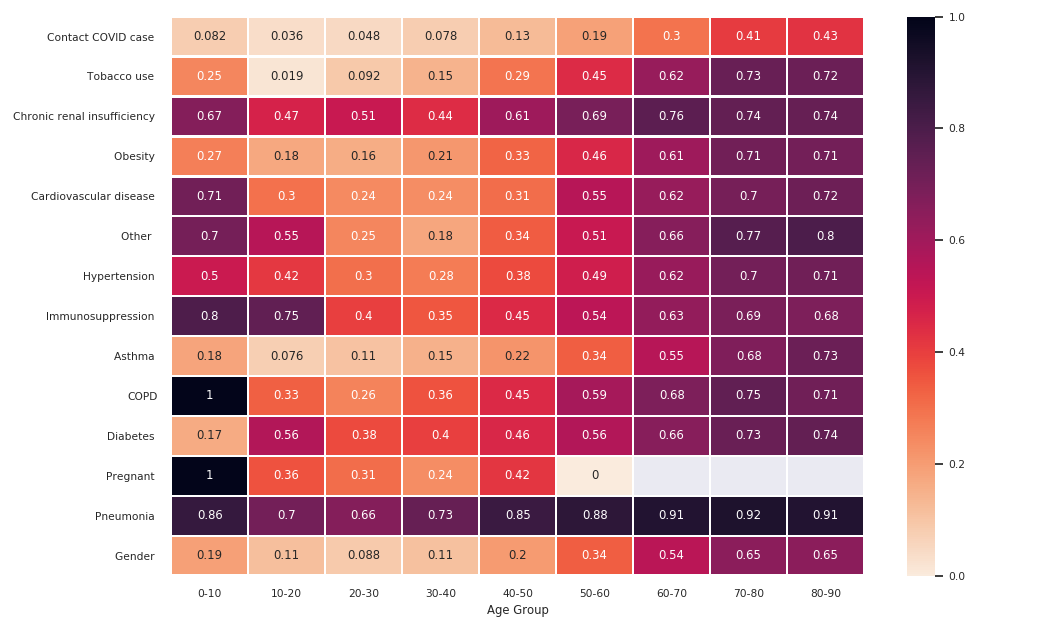 Contact COVID case 0.082 0.036 0.048 0.078 0.13 0.19 0.3 0.41 0.43
Tobacco use 0.25 0.019 0.092 0.15 0.29 0.45 0.62 0.73 0.72
Chronic renal insufficiency 0.67 0.47 0.51 0.44 0.61 0.69 0.76 0.74 0.74
Obesity 0.27 0.18 0.16 0.21 0.33 0.46 0.61 0.71 0.71
Cardiovascular disease 0.71 0.3 0.24 0.24 0.31 0.55 0.62 0.7 0.72
Other 0.7 0.55 0.25 0.18 0.34 0.51 0.66 0.77 0.8
Hypertension 0.5 0.42 0.3 0.28 0.38 0.49 0.62 0.7 0.71
Immunosuppression 0.8 0.75 0.4 0.35 0.45 0.54 0.63 0.69 0.68
Asthma 0.18 0.076 0.11 0.15 0.22 0.34 0.55 0.68 0.73
COPD 1 0.33 0.26 0.36 0.45 0.59 0.68 0.75 0.71
Diabetes 0.17 0.56 0.38 0.4 0.46 0.56 0.66 0.73 0.74
Pregnant 1 0.36 0.31 0.24 0.42 0
Pneumonia 0.86 0.7 0.66 0.73 0.85 0.88 0.91 0.92 0.91
Gender 0.19 0.11 0.088 0.11 0.2 0.34 0.54 0.65 0.65
0-10 10-20 20-30 30-40 40-50 50-60 60-70 70-80 80-90
Age Group
1.0
0.8
0.6
0.4
0.2
0.0